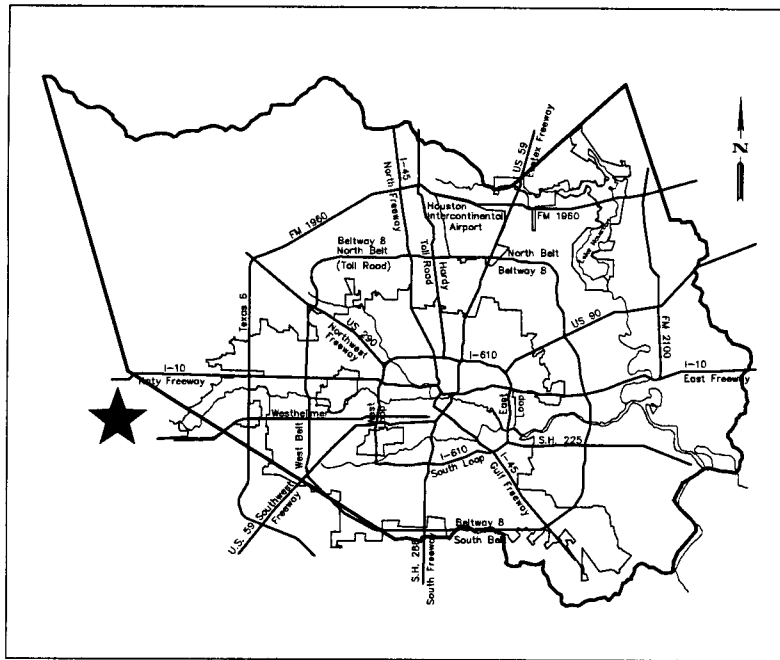 I-45
North Freeway
US 59
Eastex Freeway
N
FM 1960
Houston
Intercontinental
Airport
FM 1960
Beltway 8
North Belt
(Toll Road)
Toll Road
Hardy
North Belt
Beltway 8
Lake Houston
Texas 6
US 290
Northwest
Freeway
US 90
FM 2100
I-610
I-10
Katy Freeway
I-10
East Freeway
Westheimer
West
Loop
East
Loop
West Belt
S.H. 225
I-610
South Loop
I-45
Gulf Freeway
U.S. 59 Southwest
Freeway
Beltway 8
South Belt
S.H. 288
South Freeway